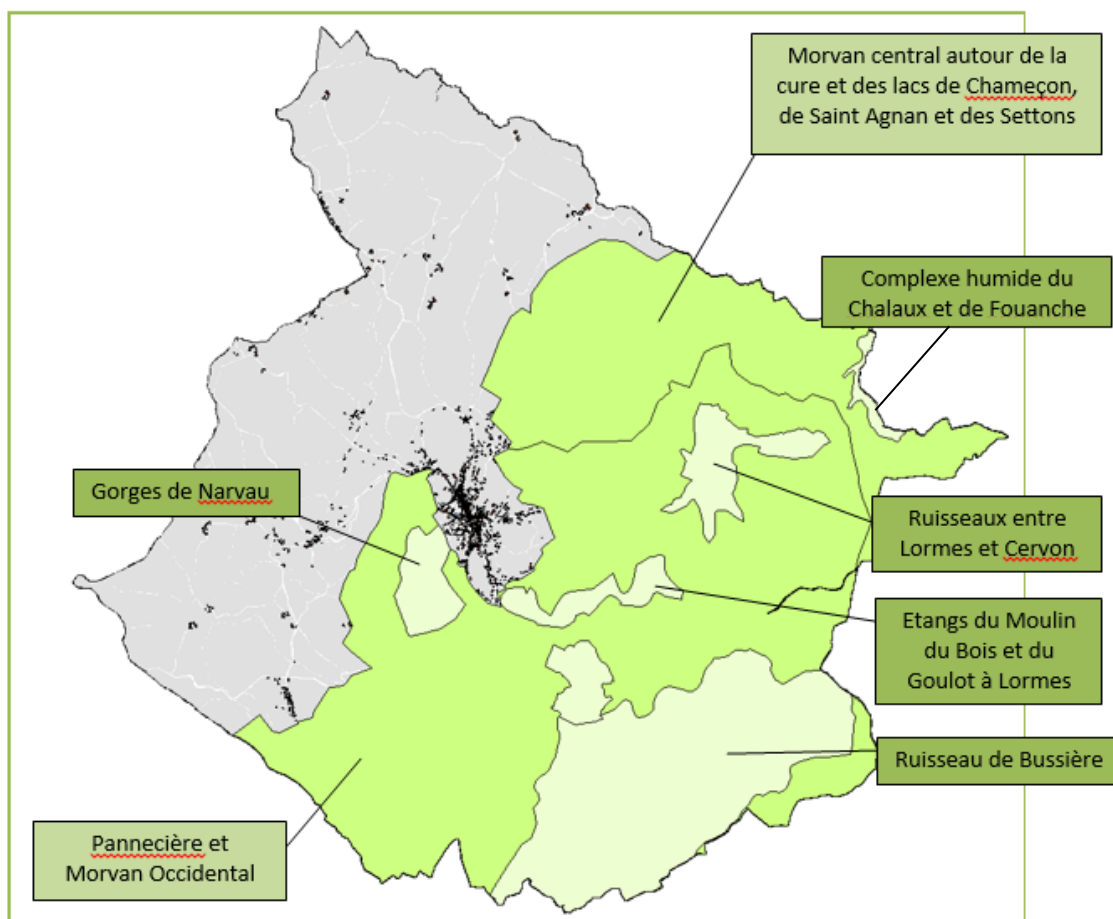 Morvan central autour de la
cure et des lacs de Chameçon,
de Saint Agnan et des Settons
Complexe humide du
Chalaux et de Fouanche
Gorges de Narvau
Ruisseaux entre
Lormes et Cervon
Etangs du Moulin
du Bois et du
Goulot à Lormes
Ruisseau de Bussière
Pannecière et
Morvan Occidental